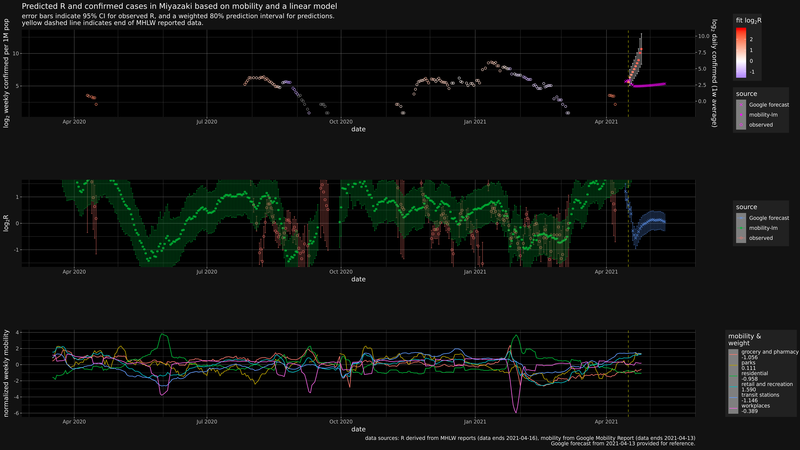 Predicted R and confirmed cases in Miyazaki based on mobility and a linear model
error bars indicate 95% CI for observed R, and a weighted 80% prediction interval for predictions.
yellow dashed line indicates end of MHLW reported data.
log₂ weekly confirmed per 1M pop
10
5
10.0
7.5
5.0
2.5
0.0
log₂ daily confirmed (1w average)
Apr 2020
Jul 2020
Oct 2020
Jan 2021
Apr 2021
date
fit log₂R
2
1
0
-1
source
Google forecast
mobility-lm
observed
log₂R
1
0
-1
Apr 2020
Jul 2020
Oct 2020
Jan 2021
Apr 2021
date
source
Google forecast
mobility-lm
observed
normalized weekly mobility
4
2
0
-2
-4
-6
Apr 2020
Jul 2020
Oct 2020
Jan 2021
Apr 2021
date
mobility &
weight
grocery and pharmacy
-1.056
parks
0.111
residential
-0.958
retail and recreation
1.590
transit stations
-1.146
workplaces
-0.389
data sources: R derived from MHLW reports (data ends 2021-04-16), mobility from Google Mobility Report (data ends 2021-04-13)
Google forecast from 2021-04-13 provided for reference.